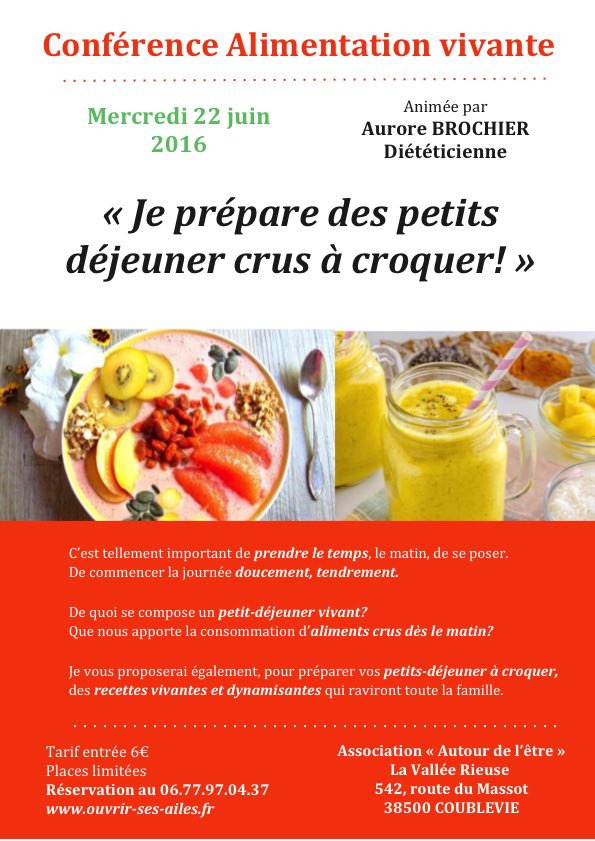 Conférence Alimentation vivante
Mercredi 22 juin
2016
Animée par
Aurore BROCHIER
Diététicienne
« Je prépare des petits
déjeuner crus à croquer! »
C’est tellement important de prendre le temps, le matin, de se poser.
De commencer la journée doucement, tendrement.
De quoi se compose un petit-déjeuner vivant?
Que nous apporte la consommation d’aliments crus dès le matin?
Je vous proposerai également, pour préparer vos petits-déjeuner à croquer,
des recettes vivantes et dynamisantes qui raviront toute la famille.
Tarif entrée 6€
Places limitées
Réservation au 06.77.97.04.37
www.ouvrir-ses-ailes.fr
Association « Autour de l’être »
La Vallée Rieuse
542, route du Massot
38500 COUBLEVIE